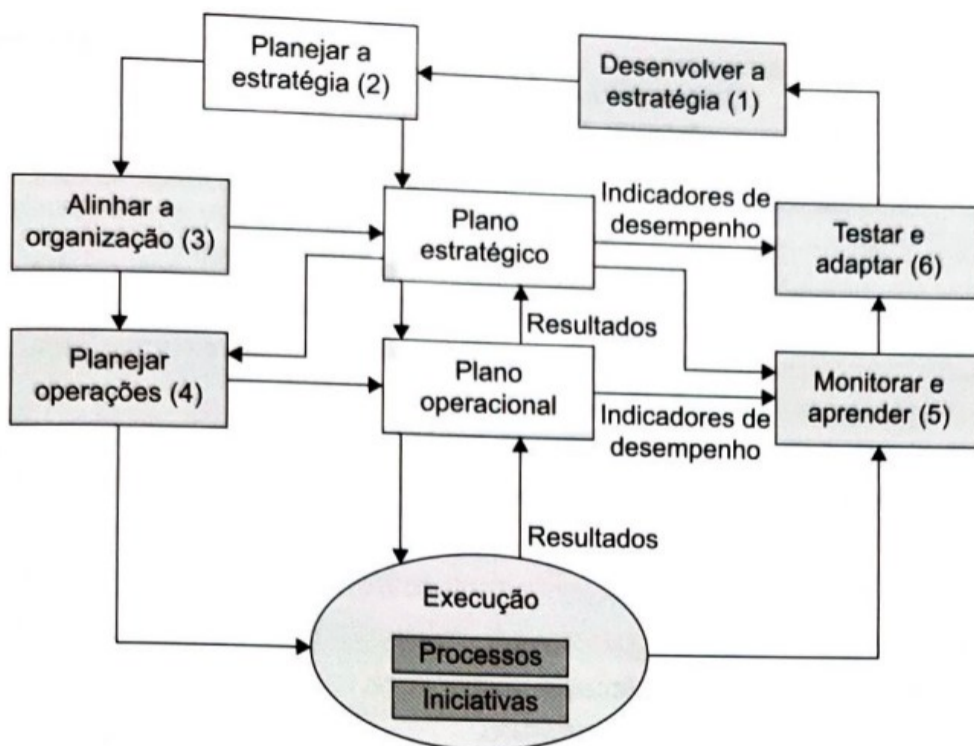 Planejar a
estratégia (2)
Desenvolver a
estratégia (1)
Alinhar a
organização (3)
Plano
estratégico
Indicadores de
desempenho
Testar e
adaptar (6)
Resultados
Planejar
operações (4)
Plano
operacional
Indicadores de
desempenho
Monitorar e
aprender (5)
Resultados
Execução
Processos
Iniciativas